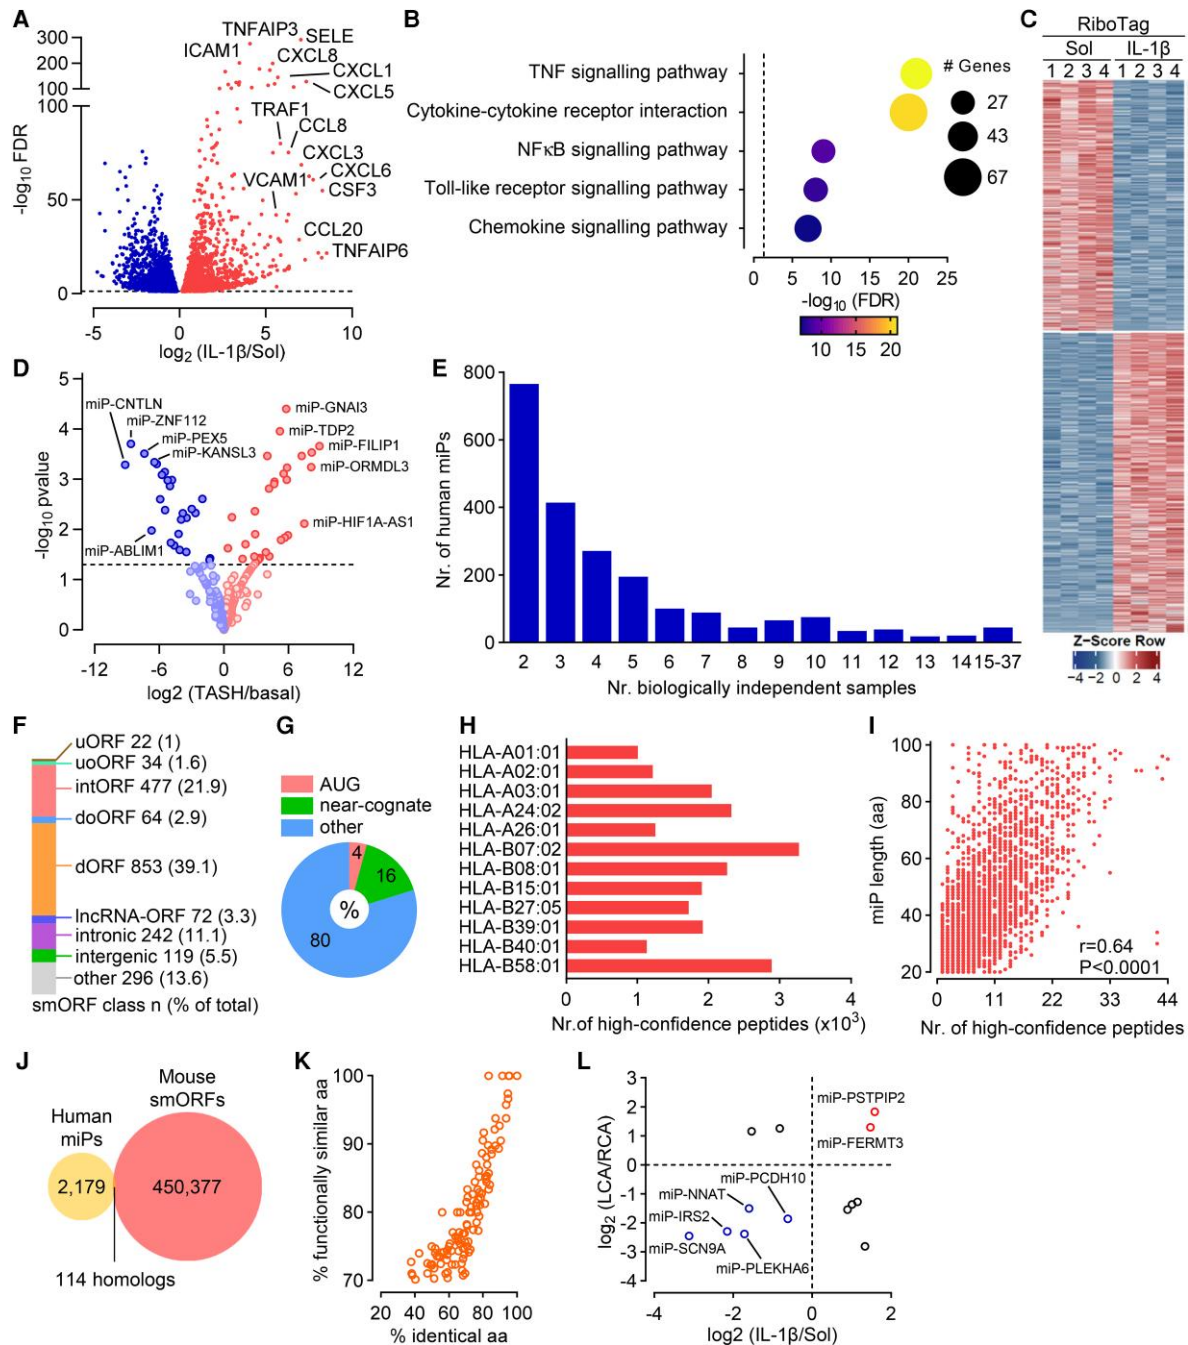 A
-log10 FDR
300
200
100
100
50
0
-5
0
5
10
log2 (IL-1β/Sol)
TNFAIP3
SELE
ICAM1
CXCL8
CXCL1
CXCL5
TRAF1
CCL8
CXCL3
CXCL6
VCAM1
CSF3
CCL20
TNFAIP6
B
TNF signalling pathway
Cytokine-cytokine receptor interaction
NFκB signalling pathway
Toll-like receptor signalling pathway
Chemokine signalling pathway
0 5 10 15 20 25
-log10 (FDR)
10 15 20
# Genes
27
43
67
C
RiboTag
Sol IL-1β
1 2 3 4 1 2 3 4
Z-Score Row
-4 -2 0 2 4
D
-log10 pvalue
5
4
3
2
1
0
-12 -6 0 6 12
log2 (TASH/basal)
miP-CNTLN
miP-ZNF112
miP-PEX5
miP-KANSL3
miP-ABLIM1
miP-GNAI3
miP-TDP2
miP-FILIP1
miP-ORMDL3
miP-HIF1A-AS1
E
Nr. of human miPs
800
600
400
200
0
2 3 4 5 6 7 8 9 10 11 12 13 14 15-37
Nr. biologically independent samples
F
uORF 22 (1)
uoORF 34 (1.6)
intORF 477 (21.9)
doORF 64 (2.9)
dORF 853 (39.1)
lncRNA-ORF 72 (3.3)
intronic 242 (11.1)
intergenic 119 (5.5)
other 296 (13.6)
smORF class n (% of total)
G
AUG
near-cognate
other
4
16
%
80
H
HLA-A01:01
HLA-A02:01
HLA-A03:01
HLA-A24:02
HLA-A26:01
HLA-B07:02
HLA-B08:01
HLA-B15:01
HLA-B27:05
HLA-B39:01
HLA-B40:01
HLA-B58:01
0 1 2 3 4
Nr.of high-confidence peptides (x10³)
I
miP length (aa)
100
80
60
40
20
r=0.64
P<0.0001
0 11 22 33 44
Nr. of high-confidence peptides
J
Human
miPs
Mouse
smORFs
2,179
450,377
114 homologs
K
% functionally similar aa
100
90
80
70
20 40 60 80 100
% identical aa
L
log2 (LCA/RCA)
3
2
1
0
-1
-2
-3
-4
miP-PSTPIP2
miP-FERMT3
miP-PCDH10
miP-NNAT
miP-IRS2
miP-SCN9A
miP-PLEKHA6
-4 -2 0 2
log2 (IL-1β/Sol)